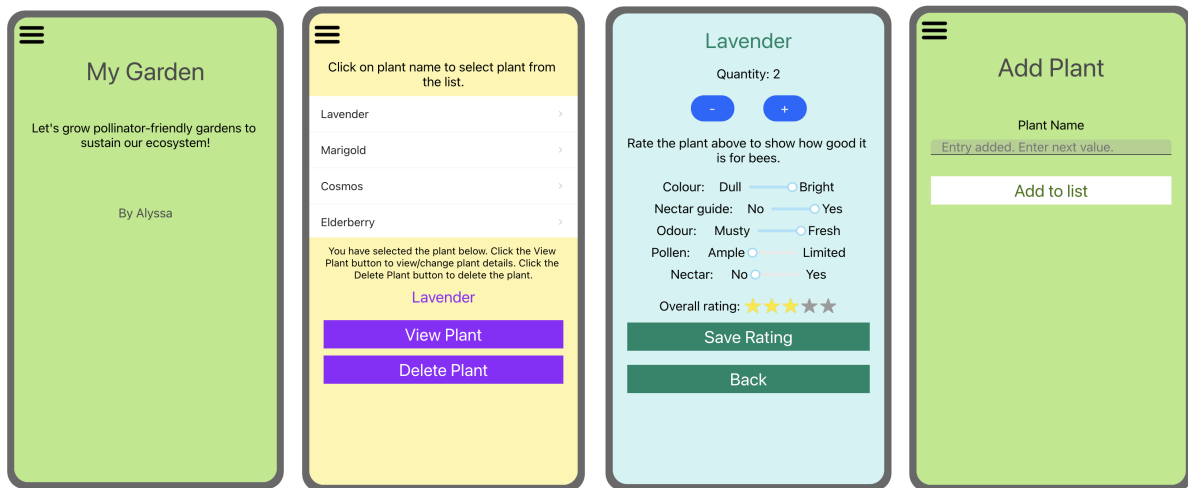 My Garden
Let's grow pollinator-friendly gardens to
sustain our ecosystem!
By Alyssa
Click on plant name to select plant from
the list.
Lavender
Marigold
Cosmos
Elderberry
You have selected the plant below. Click the View
Plant button to view/change plant details. Click the
Delete Plant button to delete the plant.
Lavender
View Plant
Delete Plant
Lavender
Quantity: 2
- +
Rate the plant above to show how good it
is for bees.
Colour: Dull Bright
Nectar guide: No Yes
Odour: Musty Fresh
Pollen: Ample Limited
Nectar: No Yes
Overall rating:
Save Rating
Back
Add Plant
Plant Name
Entry added. Enter next value.
Add to list